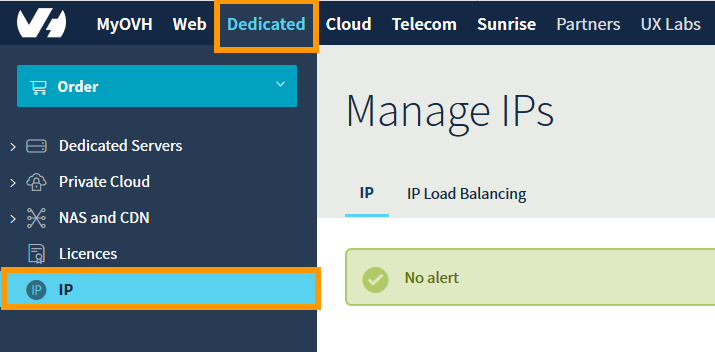 MyOVH Web Dedicated Cloud Telecom Sunrise Partners UX Labs
Order
Dedicated Servers
Private Cloud
NAS and CDN
Licences
IP IP
Manage IPs
IP IP Load Balancing
No alert